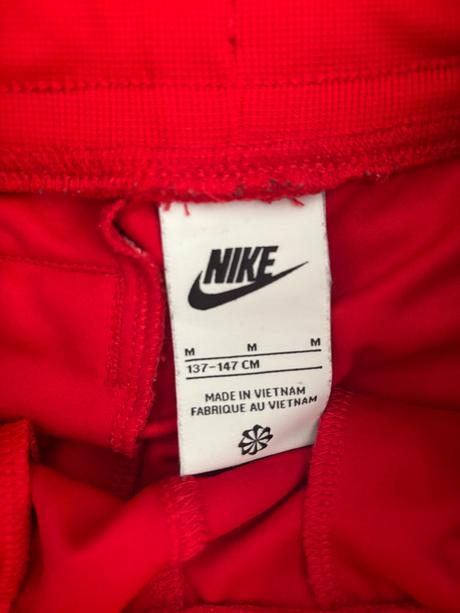 NIKE
M M M
137-147 CM
MADE IN VIETNAM
FABRIQUE AU VIETNAM